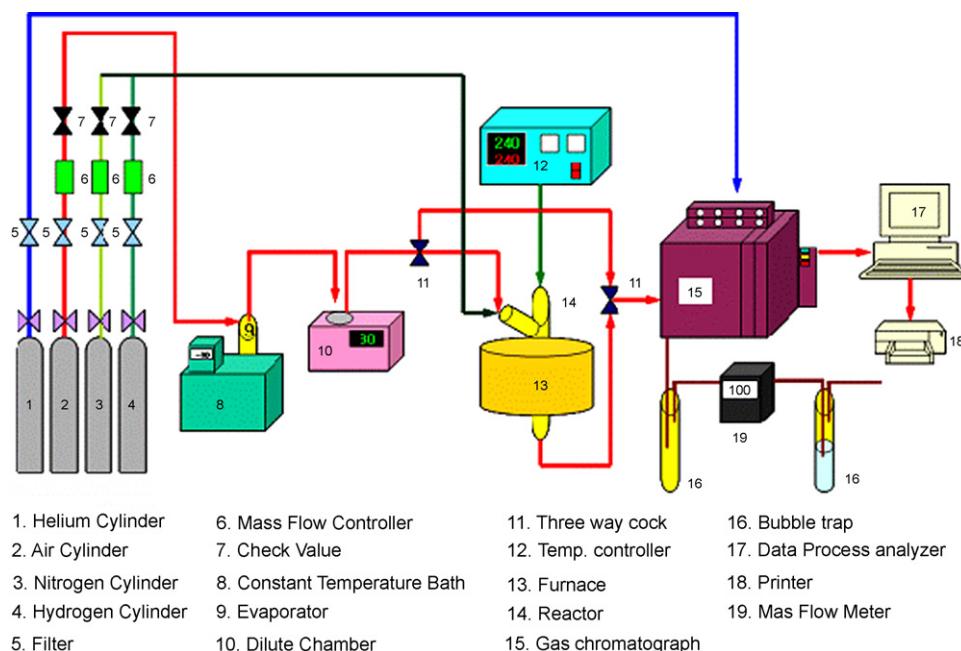 7
7
7
6
6
6
5
5
5
5
1
2
3
4
9
-10
8
30
10
11
240
240
12
14
13
11
15
17
18
100
19
16
16
1. Helium Cylinder
2. Air Cylinder
3. Nitrogen Cylinder
4. Hydrogen Cylinder
5. Filter
6. Mass Flow Controller
7. Check Value
8. Constant Temperature Bath
9. Evaporator
10. Dilute Chamber
11. Three way cock
12. Temp. controller
13. Furnace
14. Reactor
15. Gas chromatograph
16. Bubble trap
17. Data Process analyzer
18. Printer
19. Mas Flow Meter